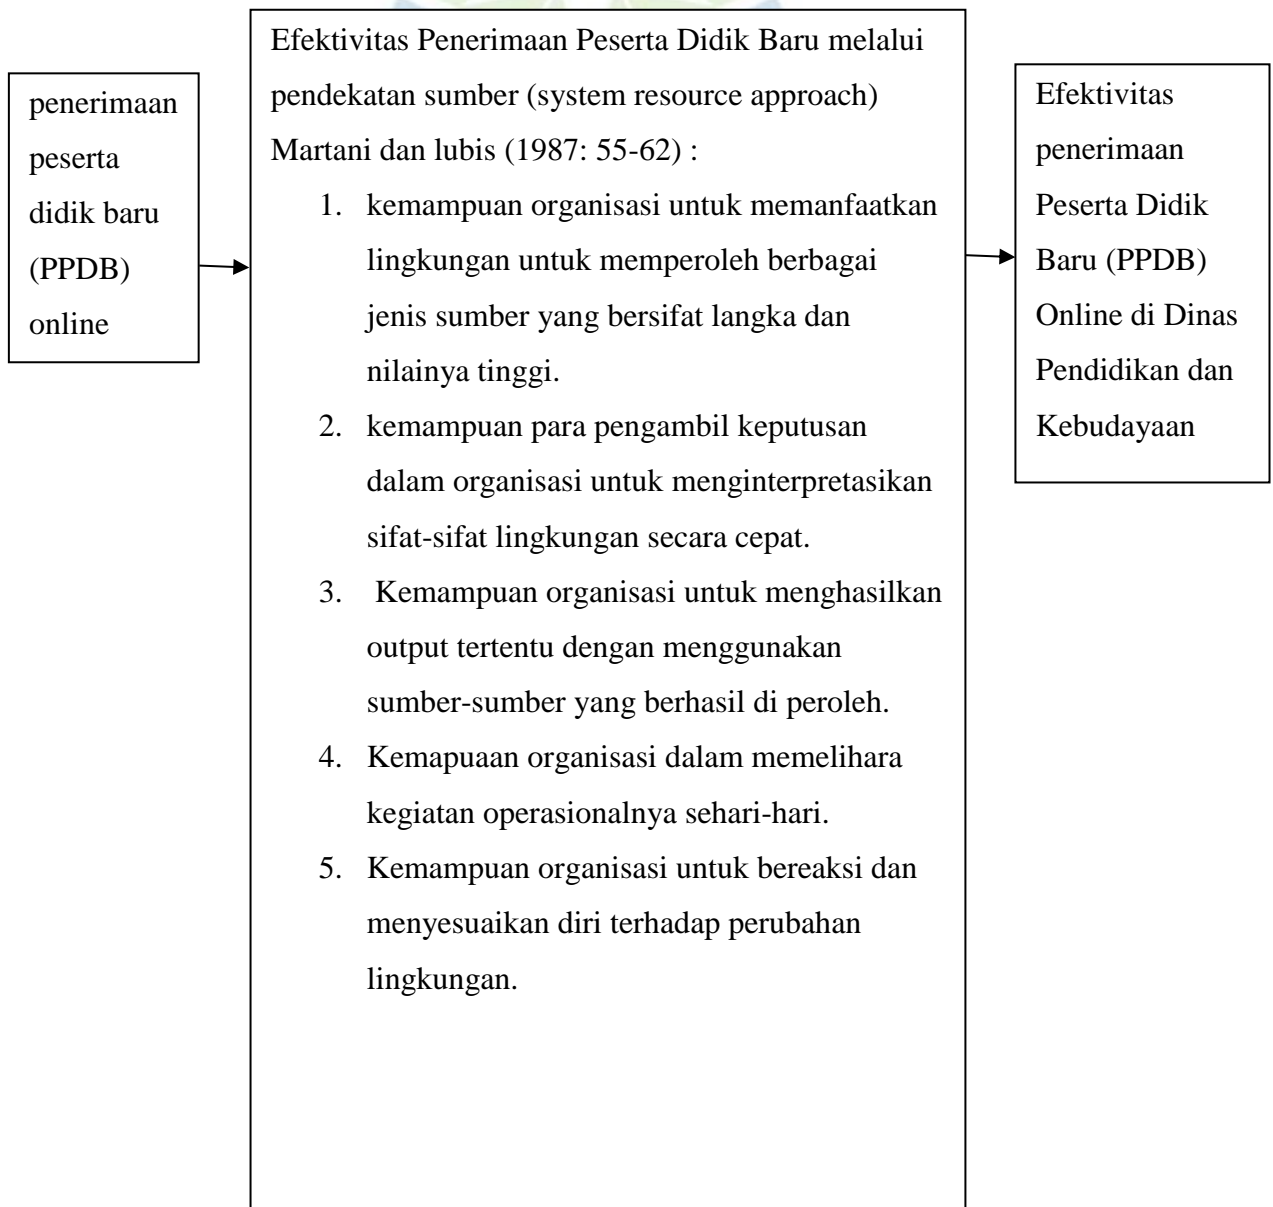 penerimaan
peserta
didik baru
(PPDB)
online
Efektivitas Penerimaan Peserta Didik Baru melalui
pendekatan sumber (system resource approach)
Martani dan lubis (1987: 55-62) :
1. kemampuan organisasi untuk memanfaatkan
lingkungan untuk memperoleh berbagai
jenis sumber yang bersifat langka dan
nilainya tinggi.
2. kemampuan para pengambil keputusan
dalam organisasi untuk menginterpretasikan
sifat-sifat lingkungan secara cepat.
3. Kemampuan organisasi untuk menghasilkan
output tertentu dengan menggunakan
sumber-sumber yang berhasil di peroleh.
4. Kemapuaan organisasi dalam memelihara
kegiatan operasionalnya sehari-hari.
5. Kemampuan organisasi untuk bereaksi dan
menyesuaikan diri terhadap perubahan
lingkungan.
Efektivitas
penerimaan
Peserta Didik
Baru (PPDB)
Online di Dinas
Pendidikan dan
Kebudayaan